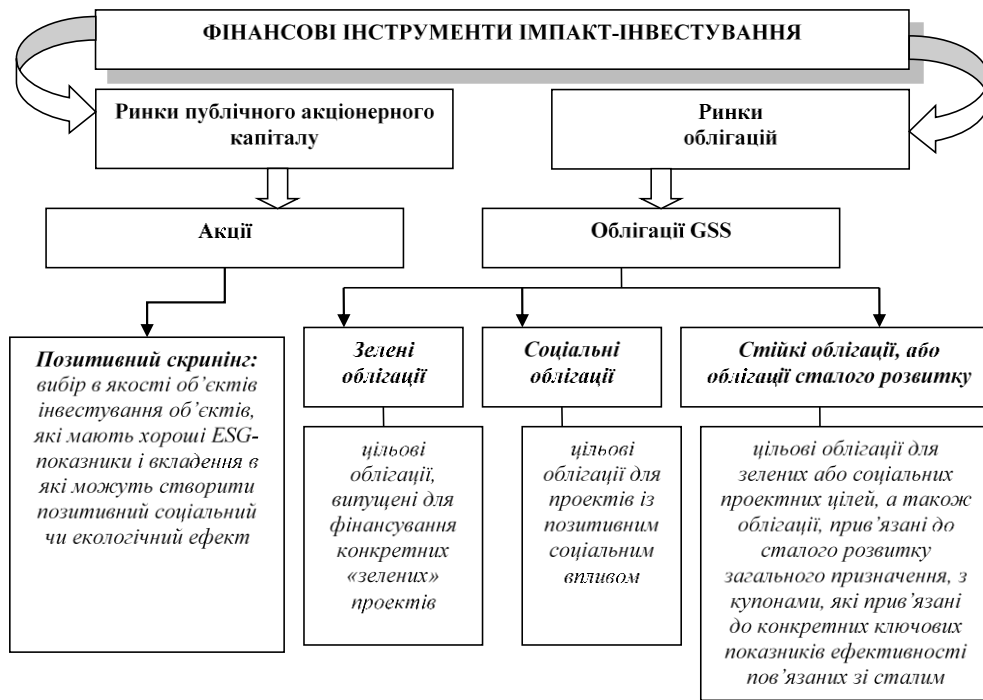 ФІНАНСОВІ ІНСТРУМЕНТИ ІМПАКТ-ІНВЕСТУВАННЯ
Ринки публічного акціонерного
капіталу
Ринки
облігацій
Акції
Облігації GSS
Позитивний скринінг:
вибір в якості об’єктів
інвестування об’єктів,
які мають хороші ESG-
показники і вкладення в
які можуть створити
позитивний соціальний
чи екологічний ефект
Зелені
облігації
цільові
облігації,
випущені для
фінансування
конкретних
«зелених»
проектів
Соціальні
облігації
цільові
облігації для
проектів із
позитивним
соціальним
впливом
Стійкі облігації, або
облігації сталого розвитку
цільові облігації для
зелених або соціальних
проектних цілей, а також
облігації, прив’язані до
сталого розвитку
загального призначення, з
купонами, які прив’язані
до конкретних ключових
показників ефективності
пов’язаних зі сталим